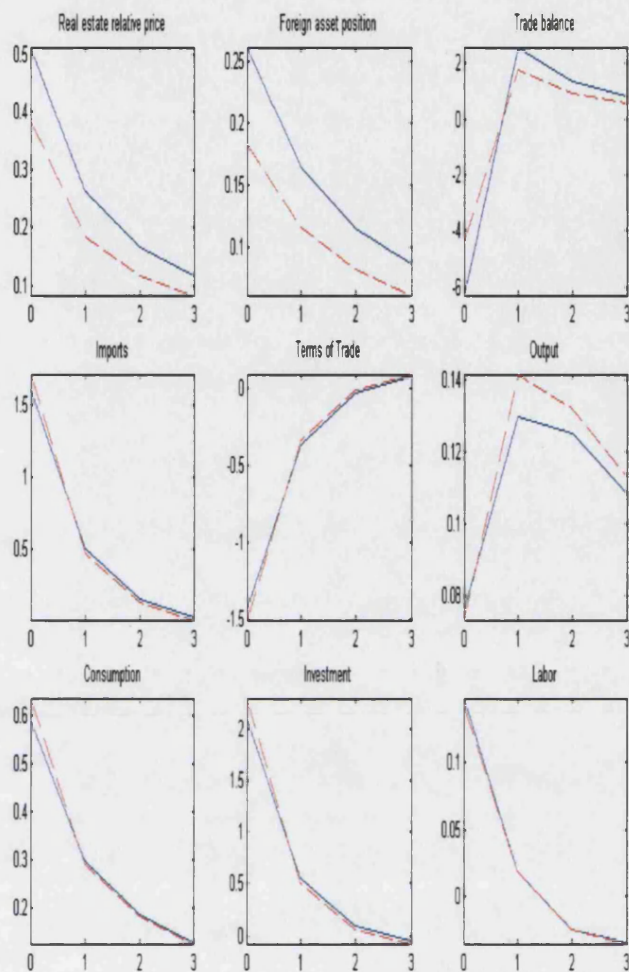 Real estate relative price
Foreign asset position
Trade balance
0.5
0.4
0.3
0.2
0.1
0 1 2 3
0.25
0.2
0.15
0.1
0 1 2 3
2
0
-2
-4
-6
0 1 2 3
Imports
Terms of Trade
Output
1.5
1
0.5
0 1 2 3
0
-0.5
-1
-1.5
0 1 2 3
0.14
0.12
0.1
0.08
0 1 2 3
Consumption
Investment
Labor
0.6
0.5
0.4
0.3
0.2
0 1 2 3
2
1.5
1
0.5
0
0 1 2 3
0.1
0.05
0
0 1 2 3